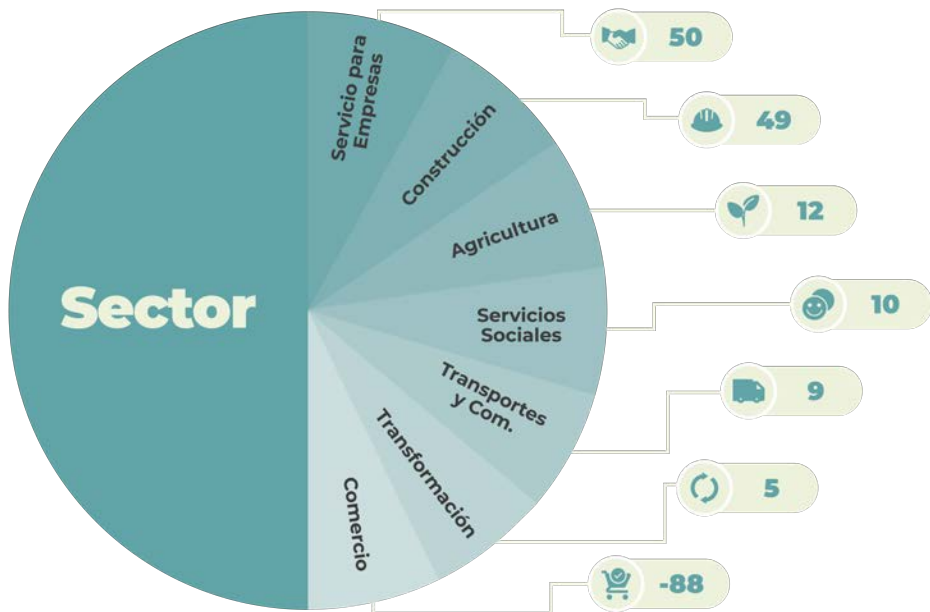 Sector
Servicio para
Empresas
50
Construcción
49
Agricultura
12
Servicios
Sociales
10
Transportes
y Com.
9
Transformación
5
Comercio
-88